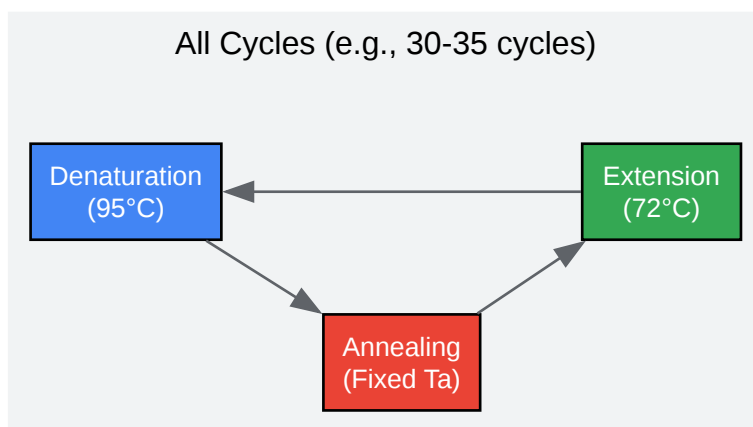 All Cycles (e.g., 30-35 cycles)
Denaturation
(95°C)
Extension
(72°C)
Annealing
(Fixed Ta)